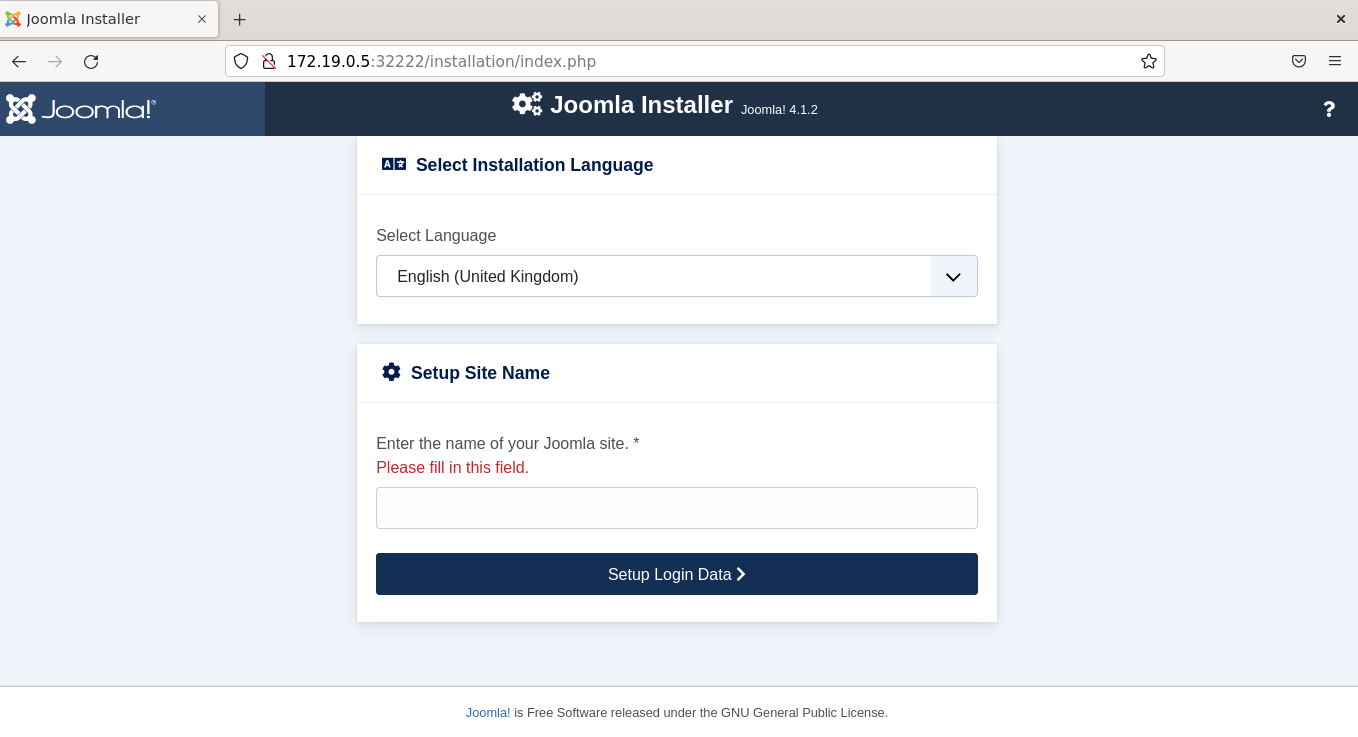 Joomla Installer
172.19.0.5:32222/installation/index.php
Joomla!® Joomla Installer Joomla! 4.1.2 ?
Select Installation Language
Select Language
English (United Kingdom)
Setup Site Name
Enter the name of your Joomla site. *
Please fill in this field.
Setup Login Data
Joomla! is Free Software released under the GNU General Public License.